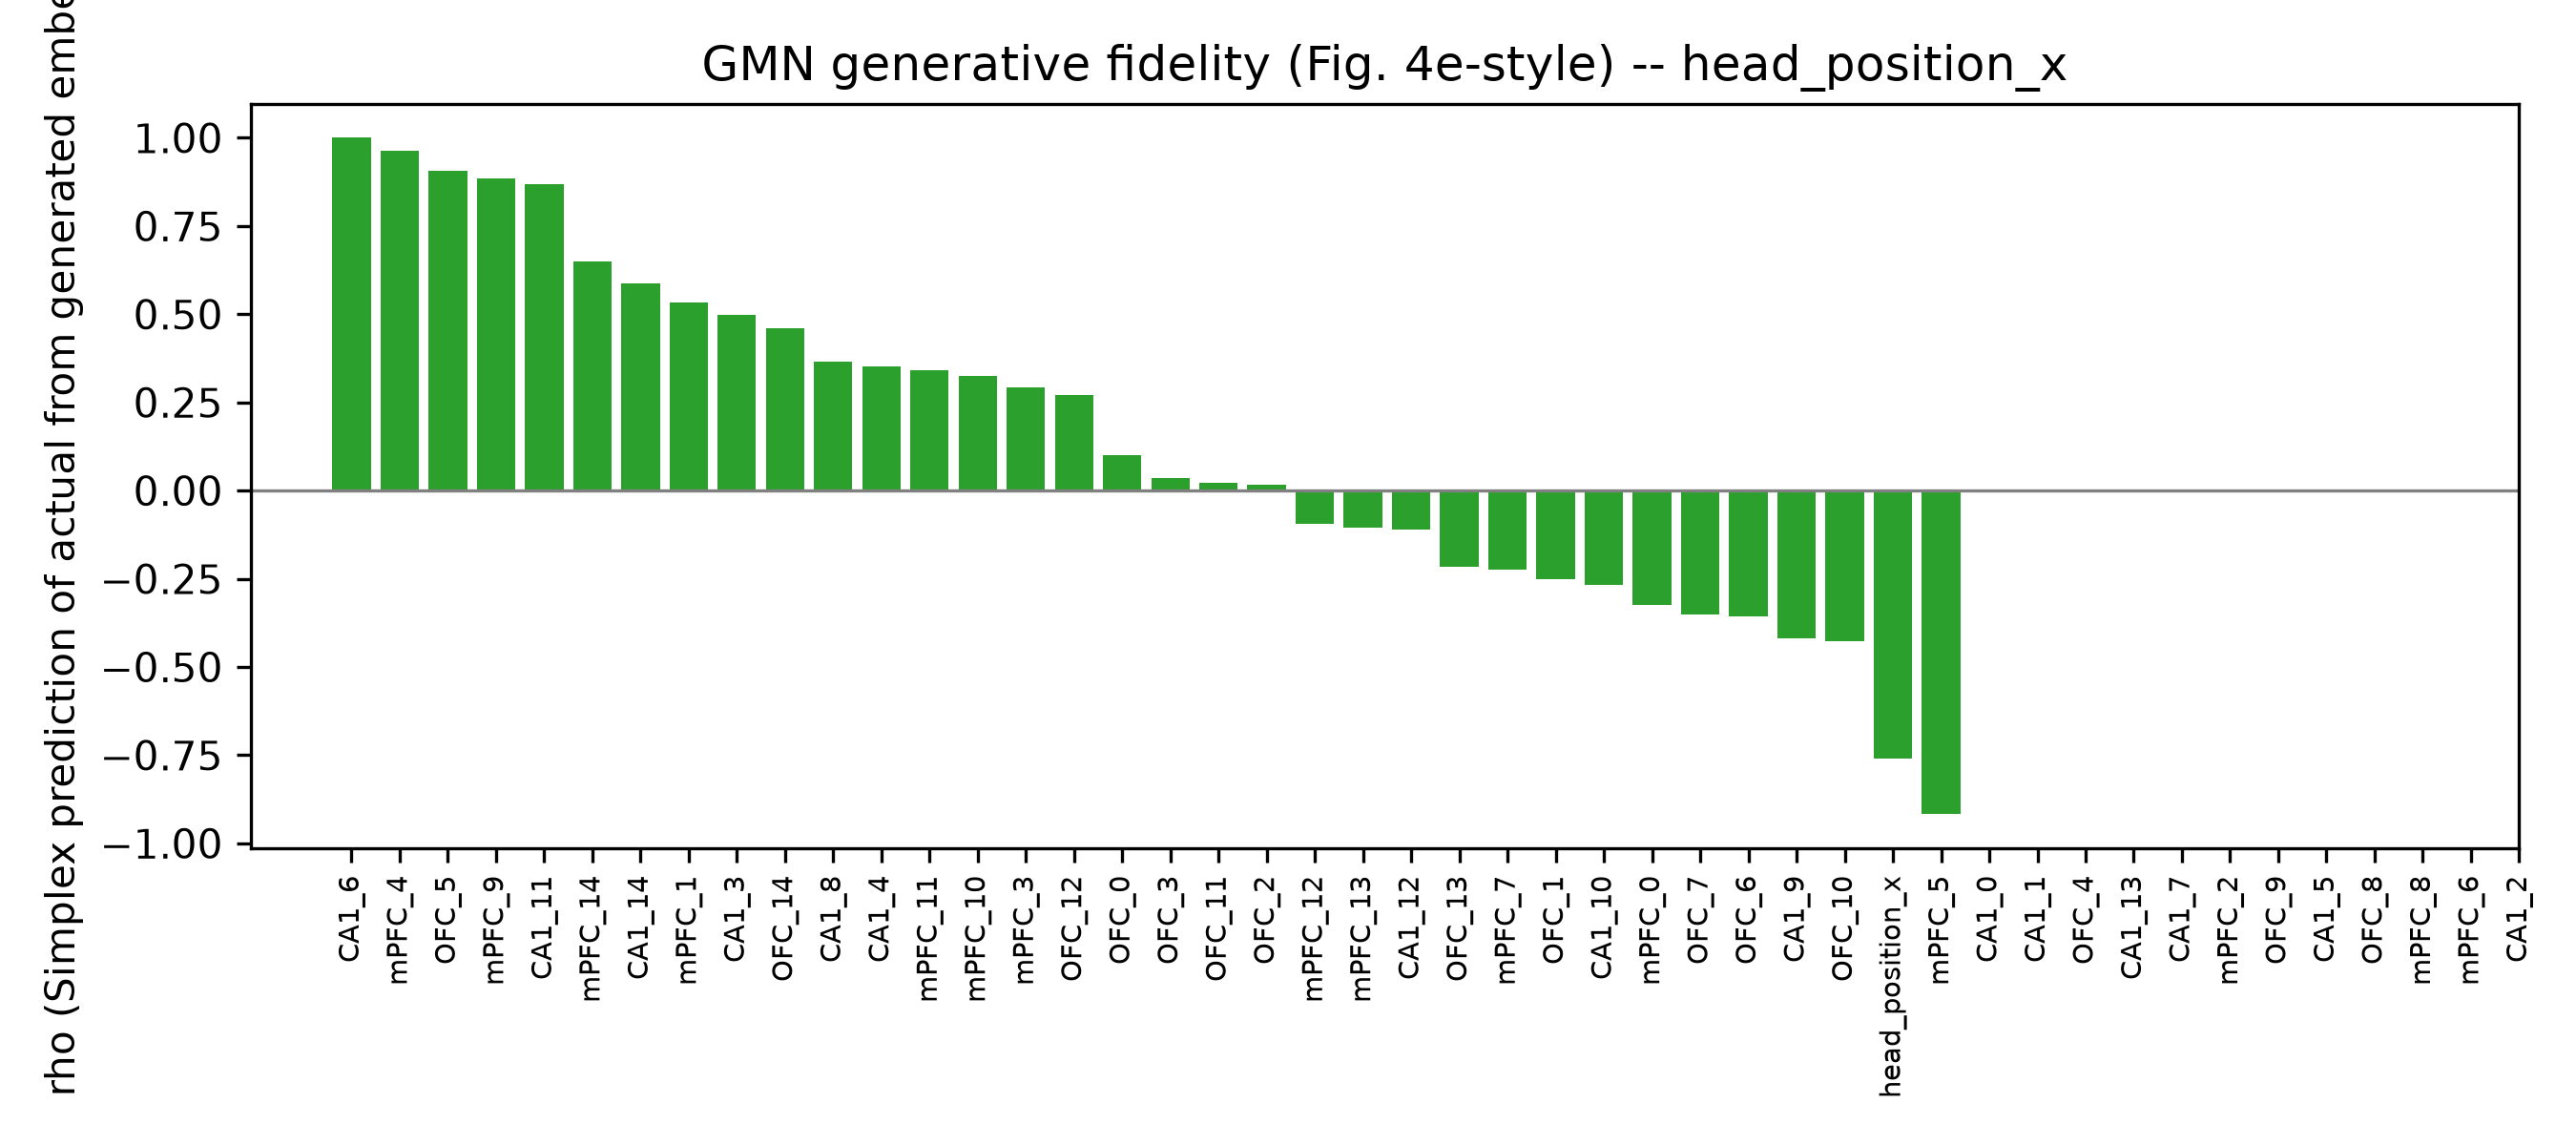 GMN generative fidelity (Fig. 4e-style) -- head_position_x
rho (Simplex prediction of actual from generated
1.00
0.75
0.50
0.25
0.00
−0.25
−0.50
−0.75
−1.00
CA1_6
mPFC_4
OFC_5
mPFC_9
CA1_11
mPFC_14
CA1_14
mPFC_1
CA1_3
OFC_14
CA1_8
CA1_4
mPFC_11
mPFC_10
mPFC_3
OFC_12
OFC_0
OFC_3
OFC_11
OFC_2
mPFC_12
mPFC_13
CA1_12
OFC_13
mPFC_7
OFC_1
CA1_10
mPFC_0
OFC_7
OFC_6
CA1_9
OFC_10
head_position_x
mPFC_5
CA1_0
CA1_1
OFC_4
CA1_13
CA1_7
mPFC_2
OFC_9
CA1_5
OFC_8
mPFC_8
mPFC_6
CA1_2